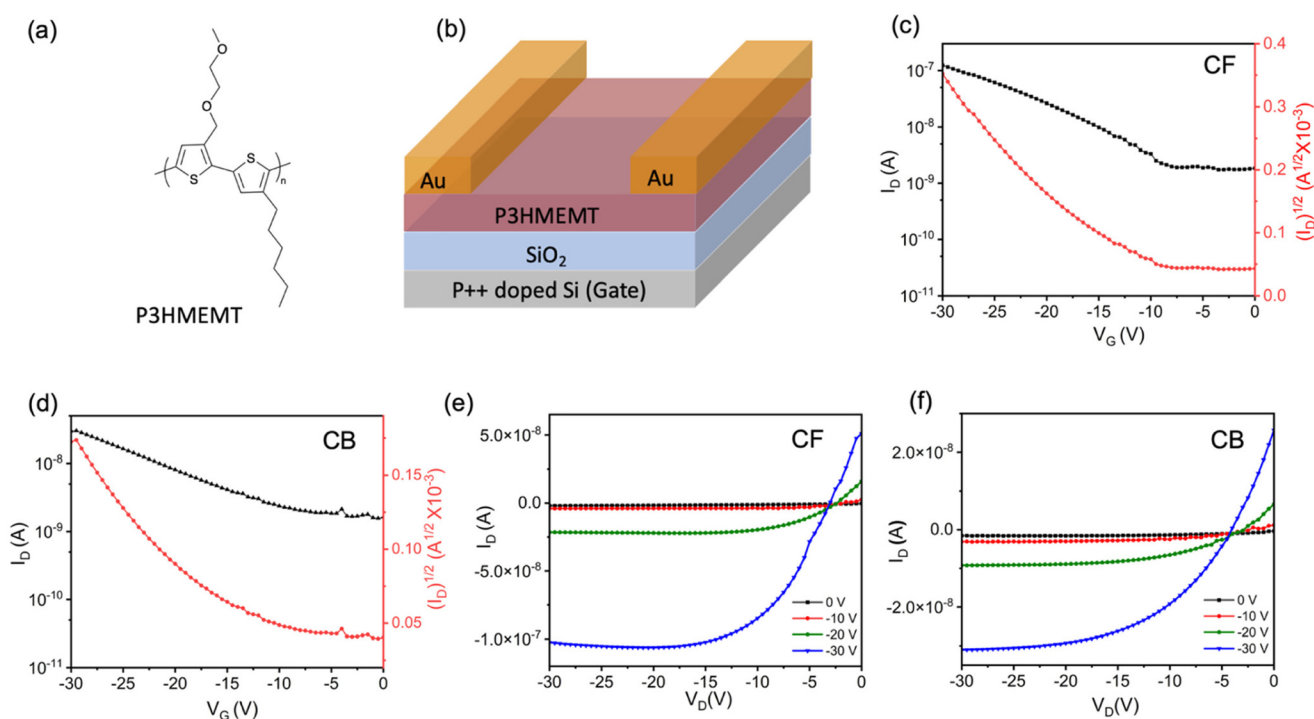 (a)
O
O
S
S
n
P3HMEMT
(b)
Au
Au
P3HMEMT
SiO2
P++ doped Si (Gate)
(c)
CF
10-7
10-8
10-9
10-10
10-11
ID (A)
0.4
0.3
0.2
0.1
0.0
(ID)1/2 (A1/2X10-3)
-30 -25 -20 -15 -10 -5 0
VG (V)
(d)
CB
10-8
10-9
10-10
10-11
ID (A)
0.15
0.10
0.05
(ID)1/2 (A1/2 X10-3)
-30 -25 -20 -15 -10 -5 0
VG (V)
(e)
CF
5.0×10-8
0.0
-5.0×10-8
-1.0×10-7
ID (A)
0 V
-10 V
-20 V
-30 V
-30 -25 -20 -15 -10 -5 0
VD(V)
(f)
CB
2.0×10-8
0.0
-2.0×10-8
ID (A)
0 V
-10 V
-20 V
-30 V
-30 -25 -20 -15 -10 -5 0
VD(V)